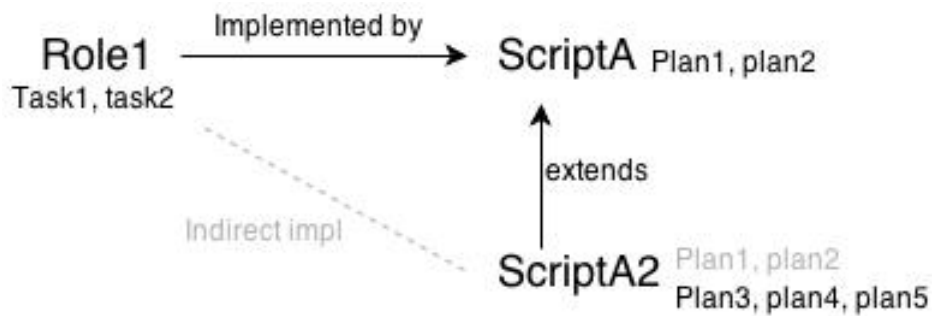 Implemented by
Role1
ScriptA Plan1, plan2
Task1, task2
extends
Indirect impl
ScriptA2 Plan1, plan2
Plan3, plan4, plan5